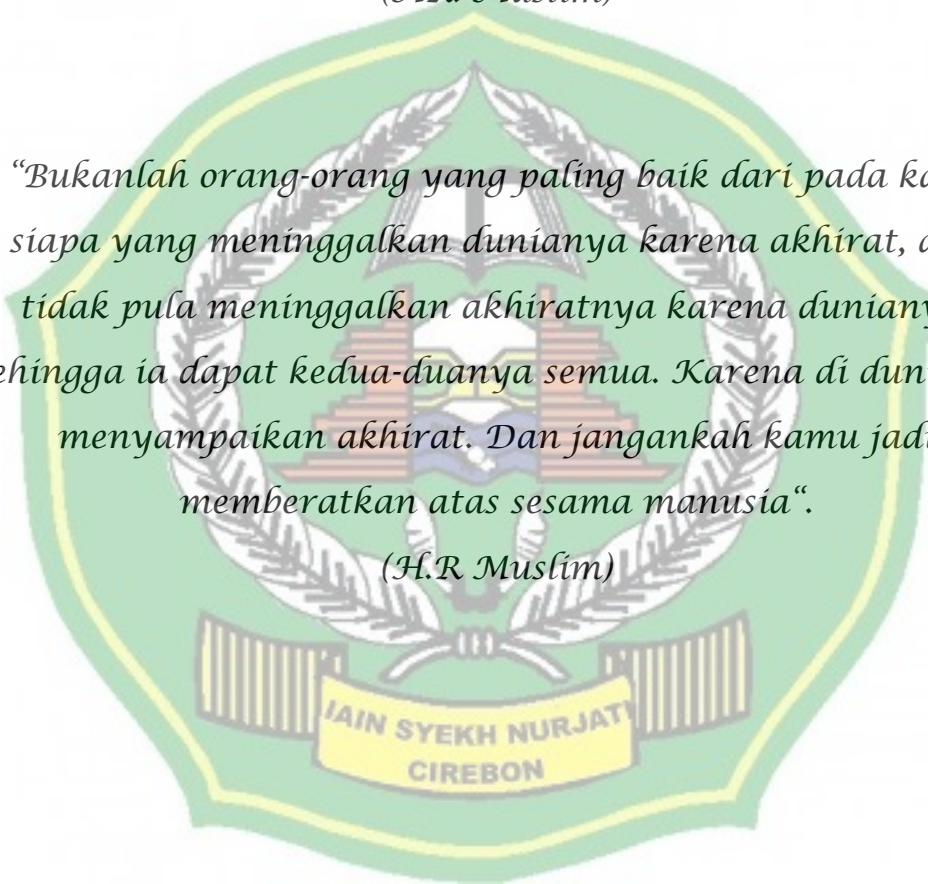 “Bukanlah orang-orang yang paling baik dari pada
siapa yang meninggalkan dunianya karena akhirat,
tidak pula meninggalkan akhiratnya karena
ia dapat kedua-duanya semua. Karena di
menyampaikan akhirat. Dan jangankah kamu
memberatkan atas sesama manusia“.
(H.R Muslim)
IAIN SYEKH NURJATI
CIREBON